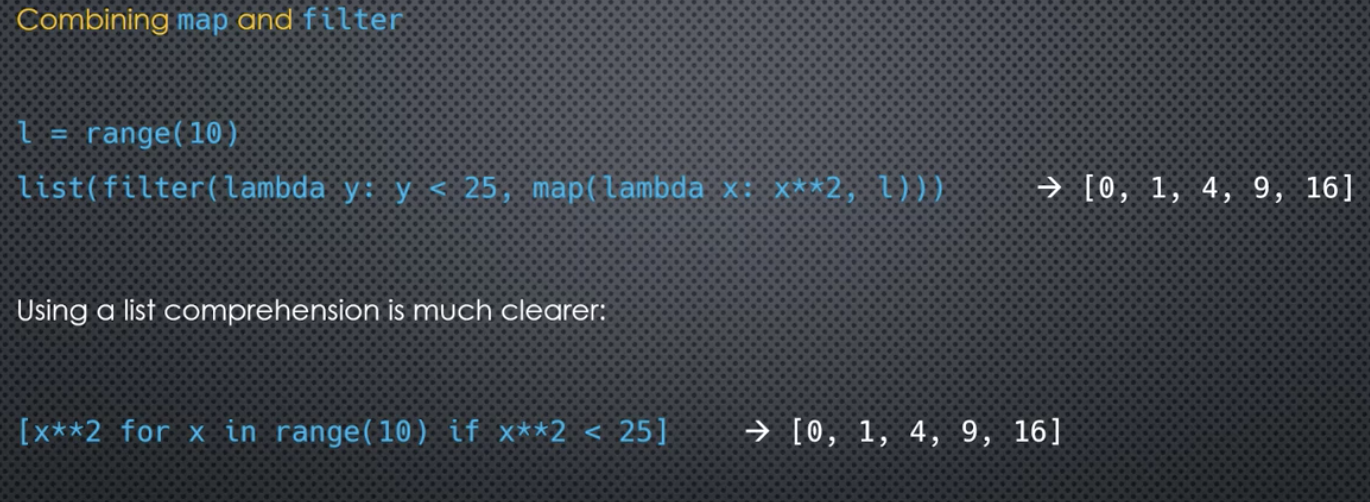 Combining map and filter
l = range(10)
list(filter(lambda y: y < 25, map(lambda x: x**2, l))) → [0, 1, 4, 9, 16]
Using a list comprehension is much clearer:
[x**2 for x in range(10) if x**2 < 25] → [0, 1, 4, 9, 16]